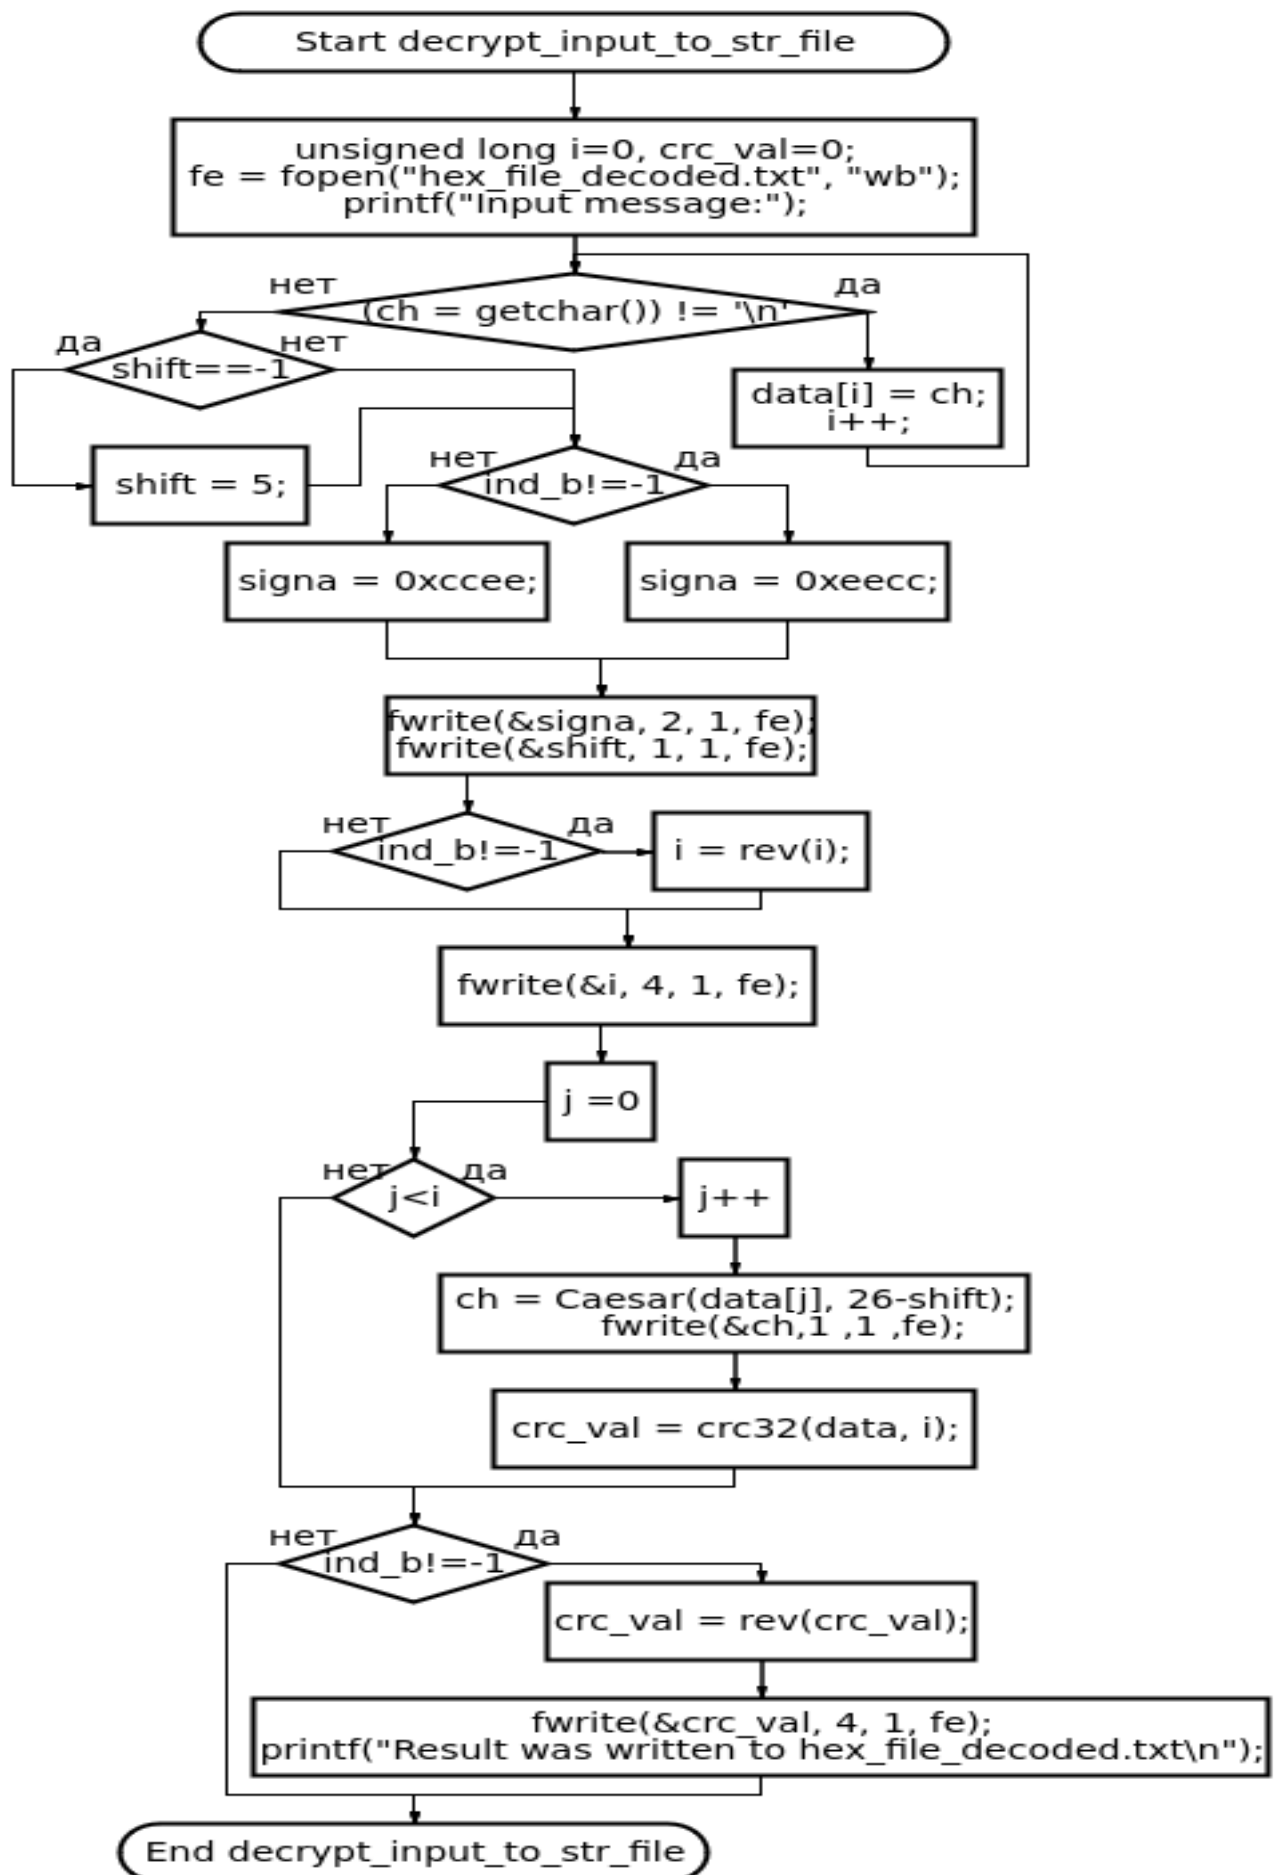 Start decrypt_input_to_str_file
unsigned long i=0, crc_val=0;
fe = fopen("hex_file_decoded.txt", "wb");
printf("Input message:");
нет
да
(ch = getchar()) != '\n'
да
нет
shift==-1
data[i] = ch;
i++;
shift = 5;
нет
да
ind_b!=-1
signa = 0xccee;
signa = 0xeecc;
fwrite(&signa, 2, 1, fe);
fwrite(&shift, 1, 1, fe);
нет
да
ind_b!=-1
i = rev(i);
fwrite(&i, 4, 1, fe);
j =0
нет
да
j<i
j++
ch = Caesar(data[j], 26-shift);
fwrite(&ch,1 ,1 ,fe);
crc_val = crc32(data, i);
нет
да
ind_b!=-1
crc_val = rev(crc_val);
fwrite(&crc_val, 4, 1, fe);
printf("Result was written to hex_file_decoded.txt\n");
End decrypt_input_to_str_file